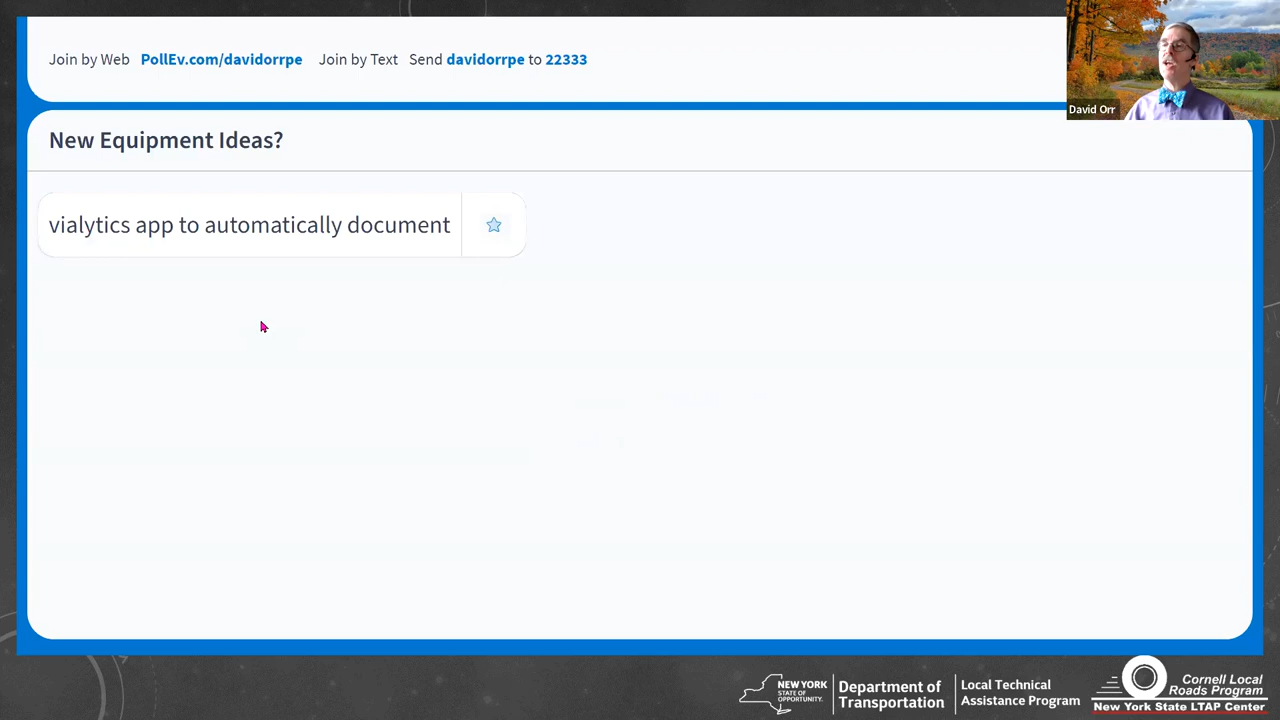 Join by Web PollEv.com/davidorrpe Join by Text Send davidorrpe to 22333
David Orr
New Equipment Ideas?
vialytics app to automatically document
NEW YORK
STATE OF
OPPORTUNITY.
Department of
Transportation
Local Technical
Assistance Program
Cornell Local
Roads Program
New York State LTAP Center